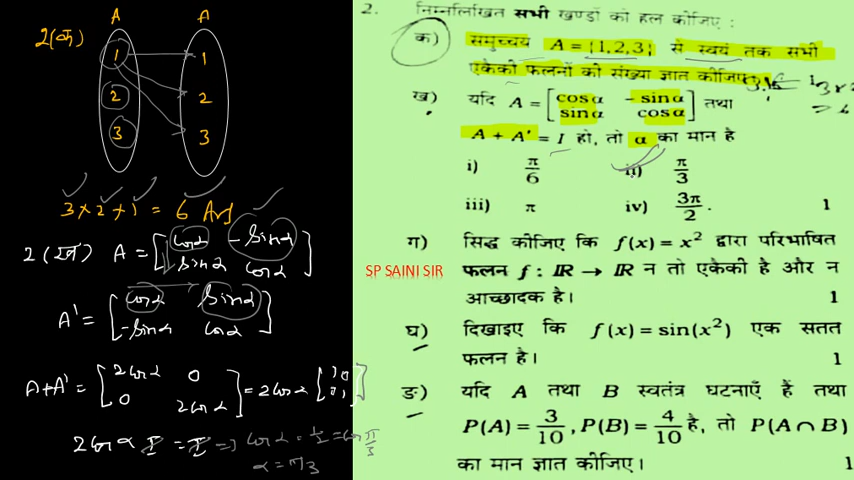 2(क)
A A
1 1
2 2
3 3
3 × 2 × 1 = 6 Ans
2 (ख) A = [cosα -sinα
sinα cosα]
A' = [cosα sinα
-sinα cosα]
A+A' = [2cosα 0
0 2cosα] = 2cosα [1 0
0 1]
2cosα I = I ⇒ cosα = 1/2 = cos π/3
α = π/3
SP SAINI SIR
2. निम्नलिखित सभी खण्डों को हल कीजिए :
क) समुच्चय A = {1,2,3} से स्वयं तक सभी
एकैकी फलनों की संख्या ज्ञात कीजिए
ख) यदि A = [cosα -sinα
sinα cosα] तथा
A + A' = I हो, तो α का मान है
i) π/6 ii) π/3
iii) π iv) 3π/2. 1
ग) सिद्ध कीजिए कि f(x) = x² द्वारा परिभाषित
फलन f : IR → IR न तो एकैकी है और न
आच्छादक है। 1
घ) दिखाइए कि f(x) = sin(x²) एक सतत
फलन है। 1
ङ) यदि A तथा B स्वतंत्र घटनाएँ हैं तथा
P(A) = 3/10, P(B) = 4/10 है, तो P(A ∩ B)
का मान ज्ञात कीजिए। 1